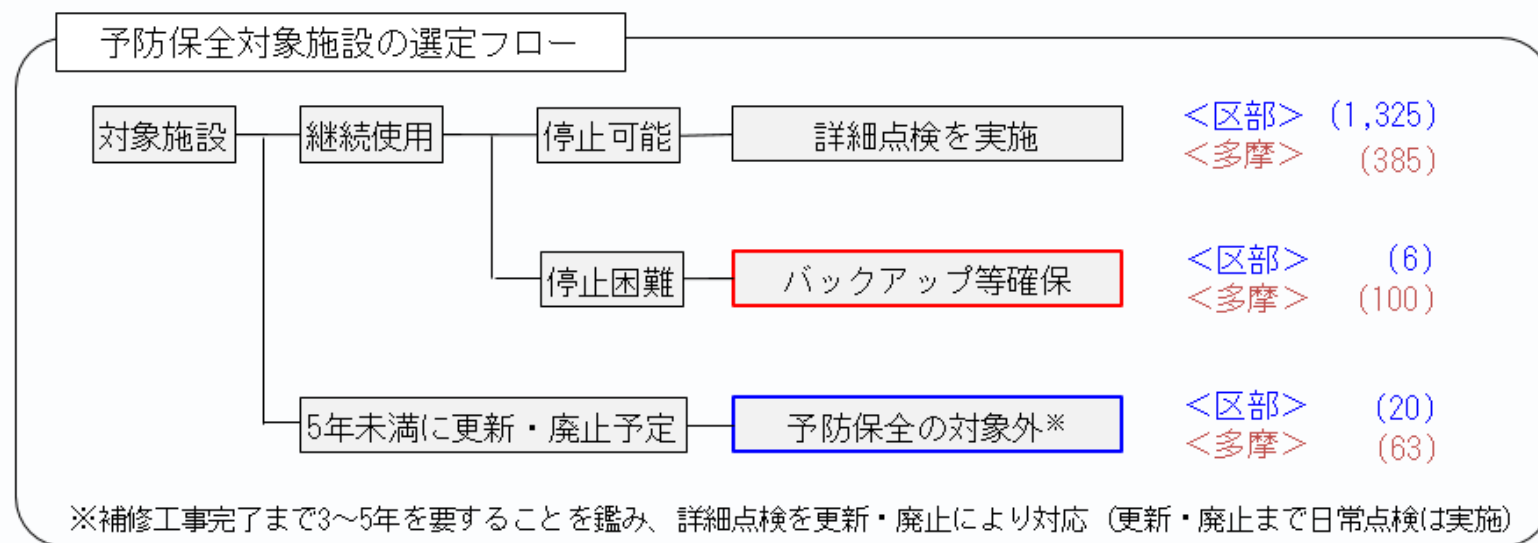 予防保全対象施設の選定フロー
対象施設 継続使用 停止可能 詳細点検を実施 <区部> (1,325)
<多摩> (385)
停止困難 バックアップ等確保 <区部> (6)
<多摩> (100)
5年未満に更新・廃止予定 予防保全の対象外※ <区部> (20)
<多摩> (63)
※補修工事完了まで3～5年を要することを鑑み、詳細点検を更新・廃止により対応（更新・廃止まで日常点検は実施）